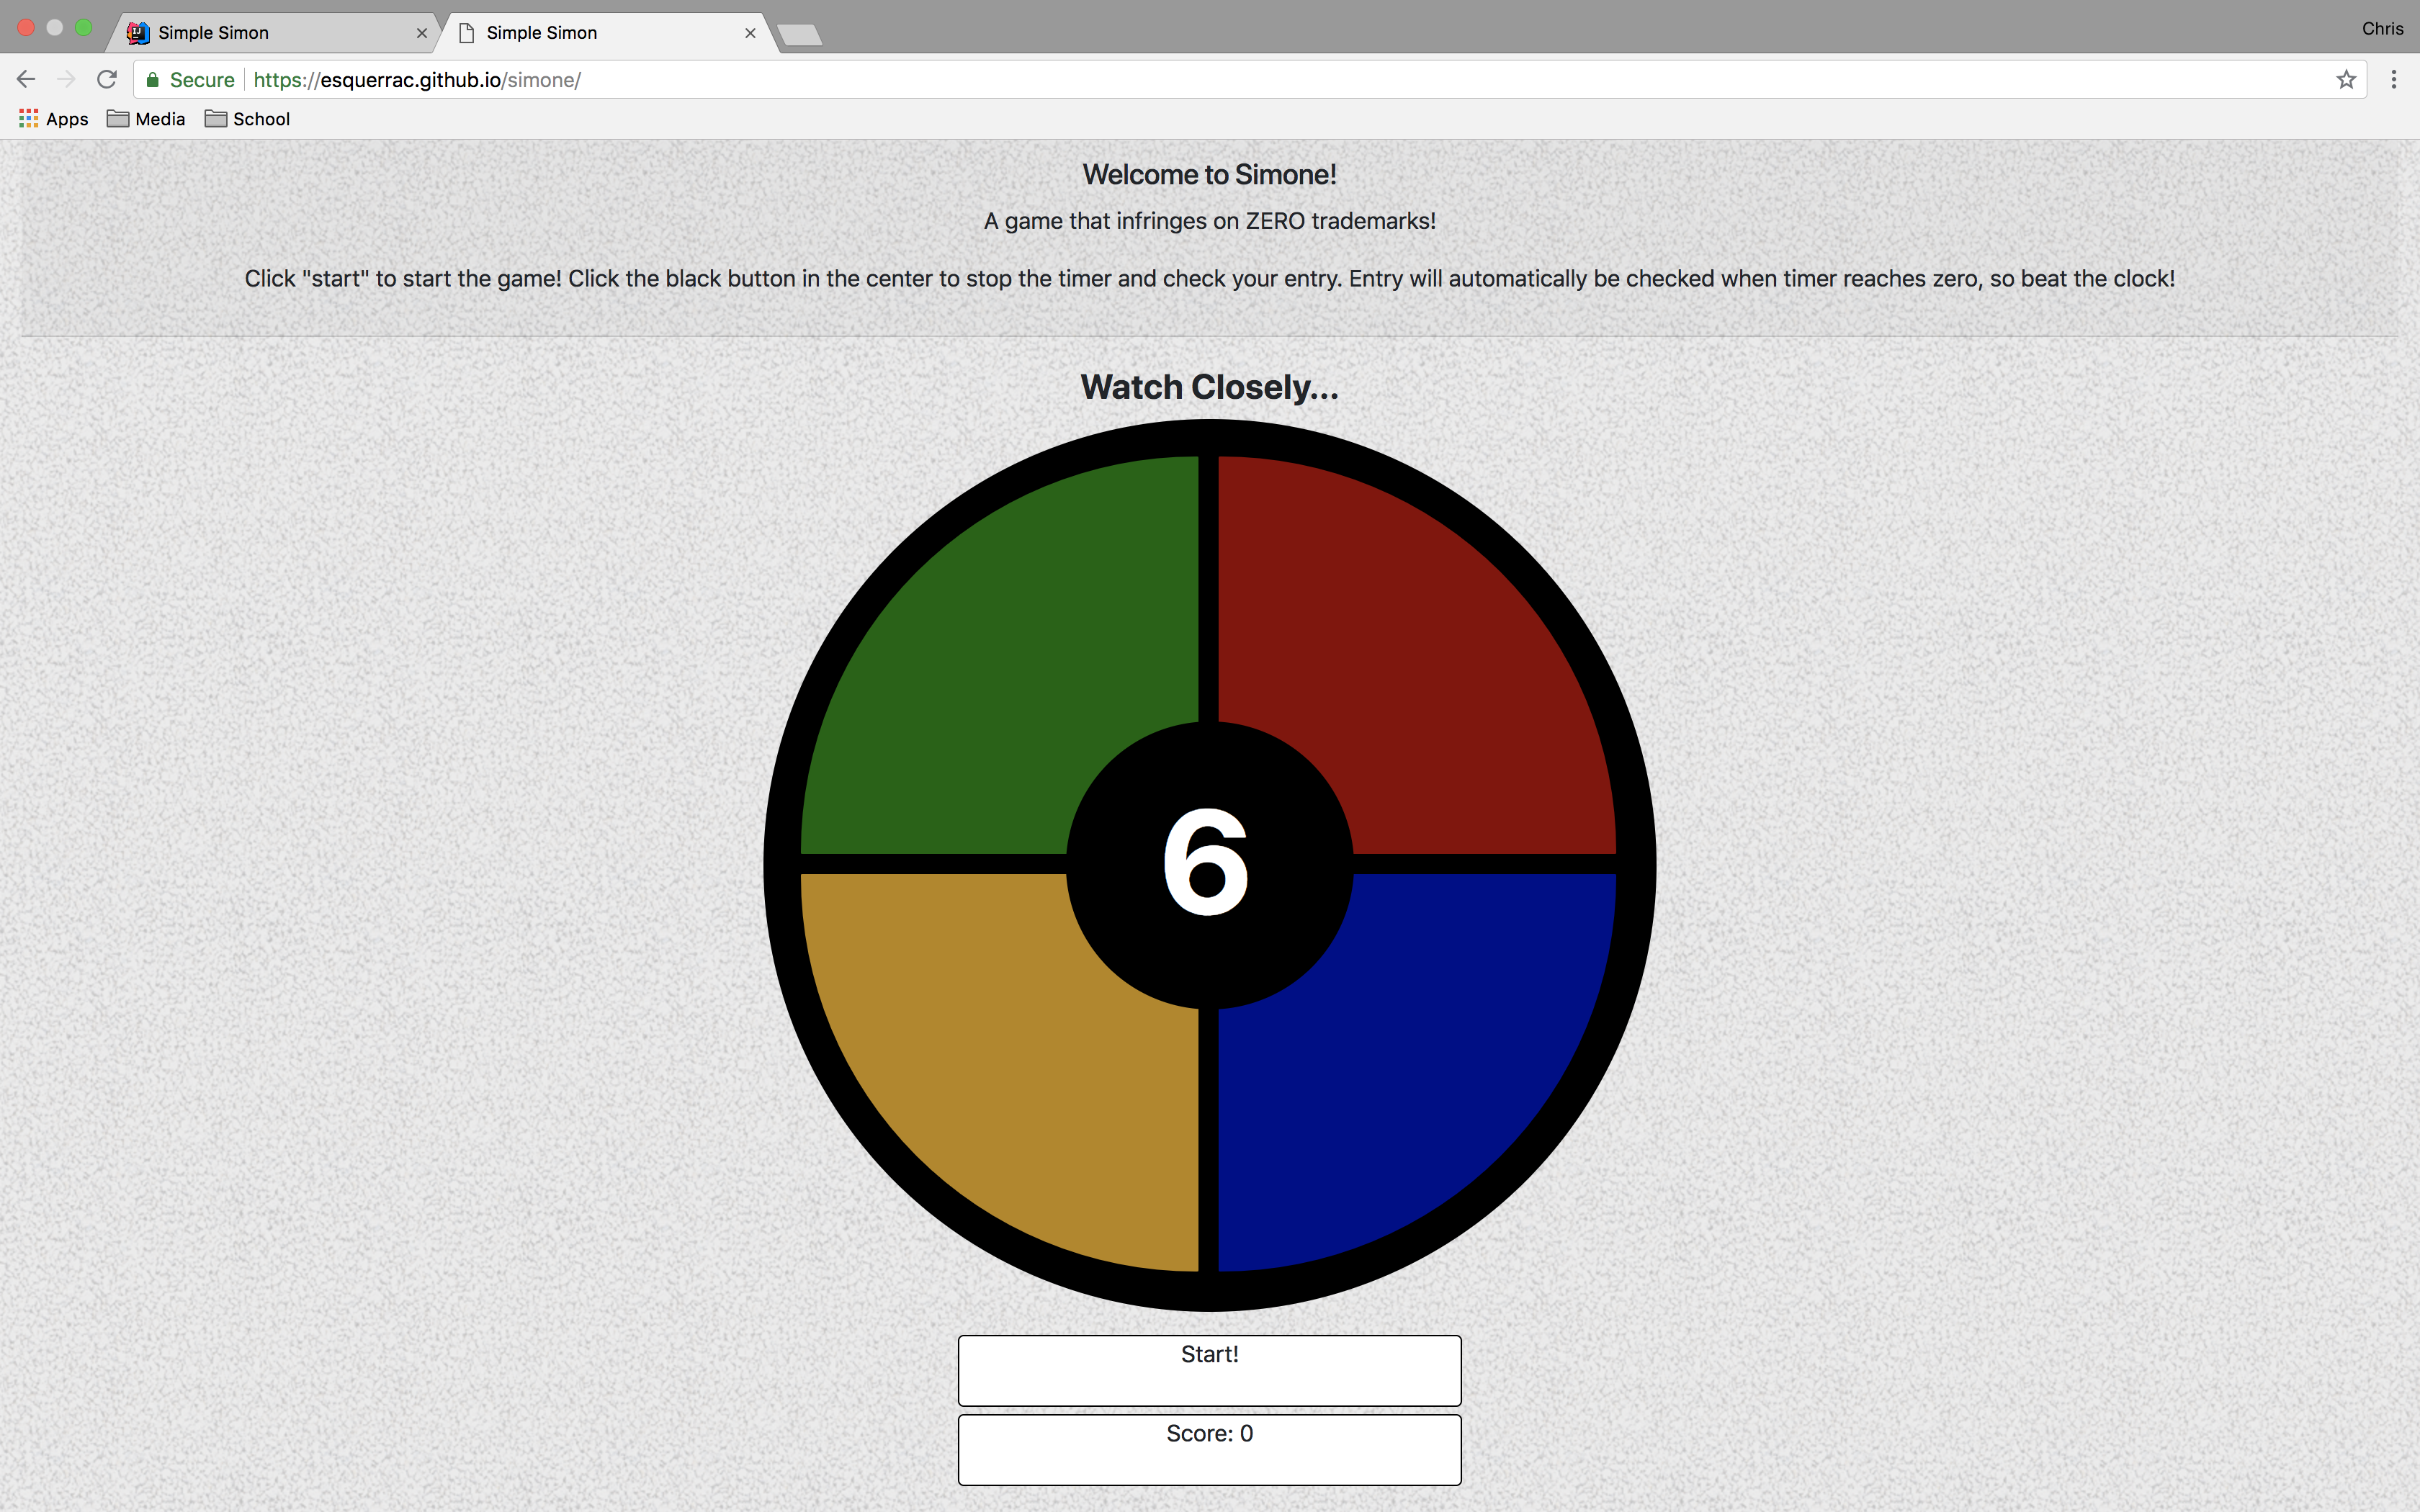 Simple Simon
Simple Simon
Chris
Secure https://esquerrac.github.io/simone/
Apps Media School
Welcome to Simone!
A game that infringes on ZERO trademarks!
Click "start" to start the game! Click the black button in the center to stop the timer and check your entry. Entry will automatically be checked when timer reaches zero, so beat the clock!
Watch Closely...
6
Start!
Score: 0